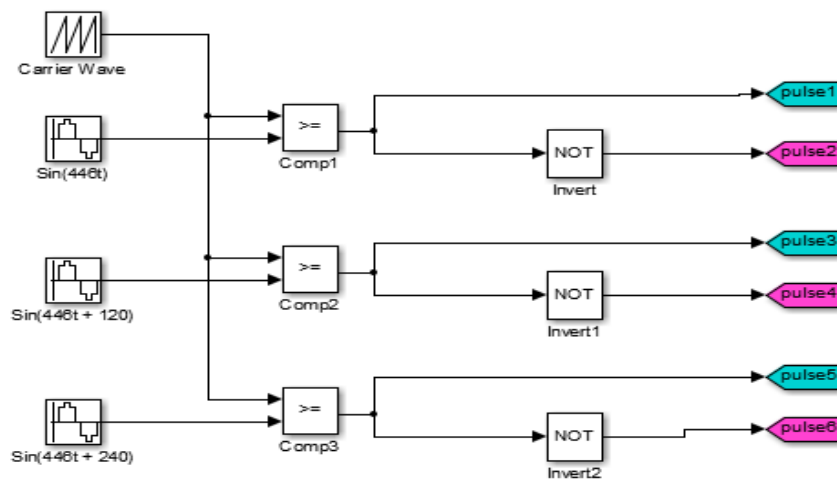 Carrier Wave
pulse1
>=
Comp1
Sin(446t)
NOT
Invert
pulse2
pulse3
>=
Comp2
Sin(446t + 120)
NOT
Invert1
pulse4
pulse5
>=
Comp3
Sin(446t + 240)
NOT
Invert2
pulse6